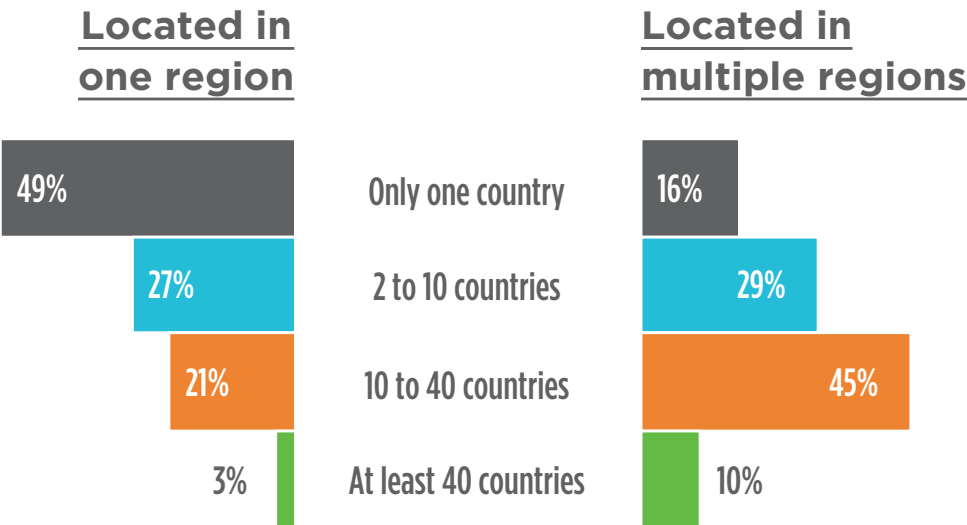 Located in
one region
Located in
multiple regions
49%
Only one country
16%
27%
2 to 10 countries
29%
21%
10 to 40 countries
45%
3%
At least 40 countries
10%